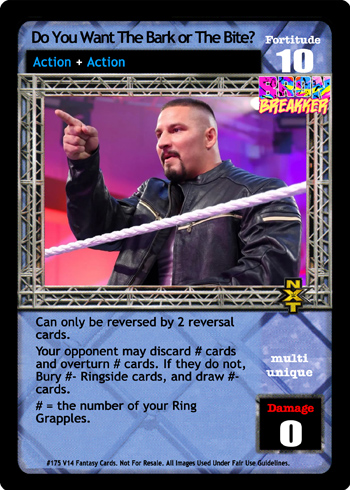 Do You Want The Bark or The Bite?
Fortitude
10
Action + Action
BRON
BREAKKER
NXT
Can only be reversed by 2 reversal
cards.
Your opponent may discard # cards
and overturn # cards. If they do not,
Bury #- Ringside cards, and draw #-
cards.
# = the number of your Ring
Grapples.
multi
unique
Damage
0
#175 V14 Fantasy Cards. Not For Resale. All Images Used Under Fair Use Guidelines.